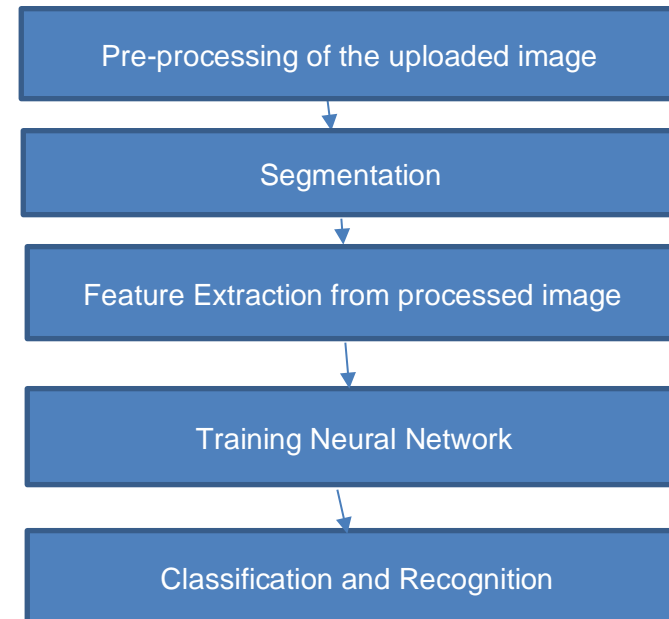 Pre-processing of the uploaded image
Segmentation
Feature Extraction from processed image
Training Neural Network
Classification and Recognition